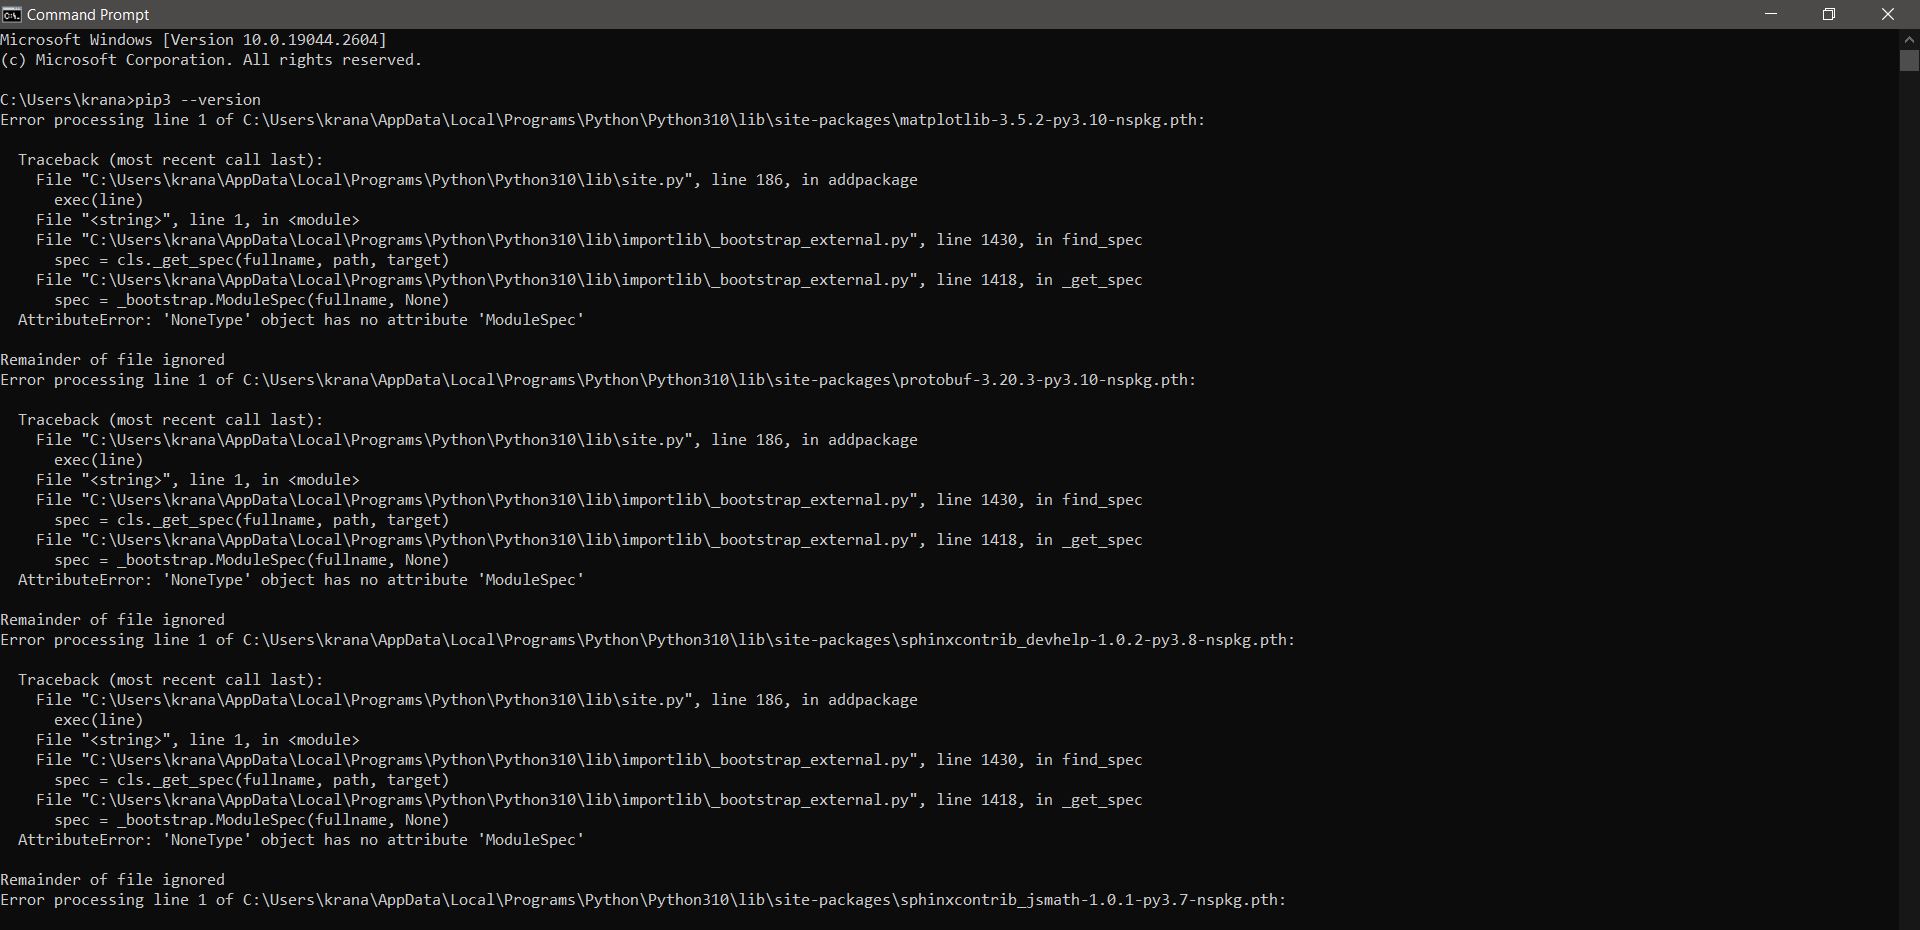 Command Prompt
Microsoft Windows [Version 10.0.19044.2604]
(c) Microsoft Corporation. All rights reserved.
C:\Users\krana>pip3 --version
Error processing line 1 of C:\Users\krana\AppData\Local\Programs\Python\Python310\lib\site-packages\matplotlib-3.5.2-py3.10-nspkg.pth:
Traceback (most recent call last):
File "C:\Users\krana\AppData\Local\Programs\Python\Python310\lib\site.py", line 186, in addpackage
exec(line)
File "<string>", line 1, in <module>
File "C:\Users\krana\AppData\Local\Programs\Python\Python310\lib\importlib\_bootstrap_external.py", line 1430, in find_spec
spec = cls._get_spec(fullname, path, target)
File "C:\Users\krana\AppData\Local\Programs\Python\Python310\lib\importlib\_bootstrap_external.py", line 1418, in _get_spec
spec = _bootstrap.ModuleSpec(fullname, None)
AttributeError: 'NoneType' object has no attribute 'ModuleSpec'
Remainder of file ignored
Error processing line 1 of C:\Users\krana\AppData\Local\Programs\Python\Python310\lib\site-packages\protobuf-3.20.3-py3.10-nspkg.pth:
Traceback (most recent call last):
File "C:\Users\krana\AppData\Local\Programs\Python\Python310\lib\site.py", line 186, in addpackage
exec(line)
File "<string>", line 1, in <module>
File "C:\Users\krana\AppData\Local\Programs\Python\Python310\lib\importlib\_bootstrap_external.py", line 1430, in find_spec
spec = cls._get_spec(fullname, path, target)
File "C:\Users\krana\AppData\Local\Programs\Python\Python310\lib\importlib\_bootstrap_external.py", line 1418, in _get_spec
spec = _bootstrap.ModuleSpec(fullname, None)
AttributeError: 'NoneType' object has no attribute 'ModuleSpec'
Remainder of file ignored
Error processing line 1 of C:\Users\krana\AppData\Local\Programs\Python\Python310\lib\site-packages\sphinxcontrib_devhelp-1.0.2-py3.8-nspkg.pth:
Traceback (most recent call last):
File "C:\Users\krana\AppData\Local\Programs\Python\Python310\lib\site.py", line 186, in addpackage
exec(line)
File "<string>", line 1, in <module>
File "C:\Users\krana\AppData\Local\Programs\Python\Python310\lib\importlib\_bootstrap_external.py", line 1430, in find_spec
spec = cls._get_spec(fullname, path, target)
File "C:\Users\krana\AppData\Local\Programs\Python\Python310\lib\importlib\_bootstrap_external.py", line 1418, in _get_spec
spec = _bootstrap.ModuleSpec(fullname, None)
AttributeError: 'NoneType' object has no attribute 'ModuleSpec'
Remainder of file ignored
Error processing line 1 of C:\Users\krana\AppData\Local\Programs\Python\Python310\lib\site-packages\sphinxcontrib_jsmath-1.0.1-py3.7-nspkg.pth: